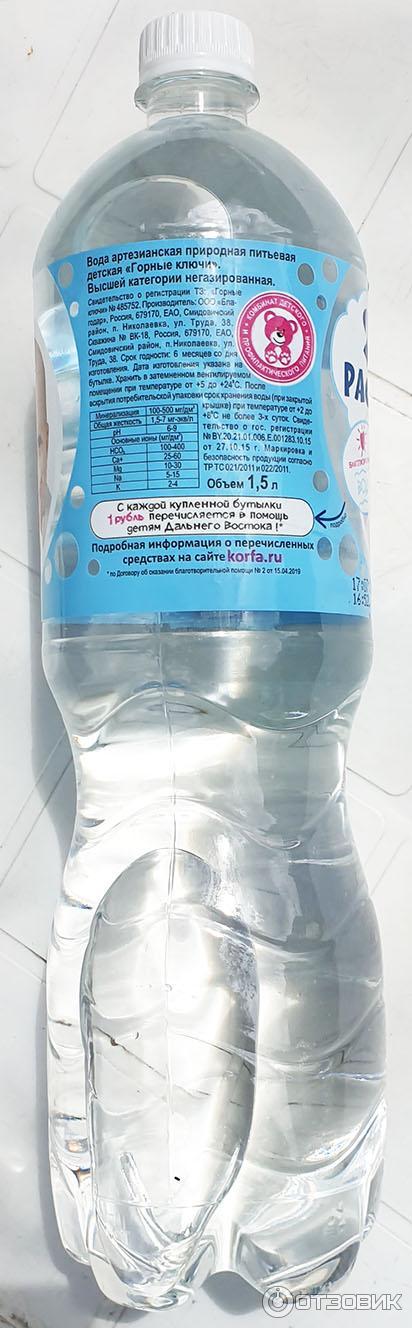 Вода артезианская природная питьевая
детская «Горные ключи».
Высшей категории негазированная.
Свидетельство о регистрации ТЗ: «Горные
ключи» № 485752. Производитель: ООО «Бла-
годар», Россия, 679170, ЕАО, Смидовичский
район, п. Николаевка, ул. Труда, 38.
Скважина № ВК-18, Россия, 679170, ЕАО,
Смидовичский район, п. Николаевка, ул.
Труда, 38. Срок годности: 6 месяцев со дня
изготовления. Дата изготовления указана на
бутылке. Хранить в затемненном вентилируемом
помещении при температуре от +5 до +24°С. После
вскрытия потребительской упаковки срок хранения воды (при закрытой
крышке) при температуре от +2 до
+8°С не более 3-х суток. Свиде-
тельство о гос. регистрации
№ BY.20.21.01.006.Е.001283.10.15
от 27.10.15 г. Маркировка и
безопасность продукции согласно
ТР ТС 021/2011 и 022/2011.
Минерализация 100-500 мг/дм³
Общая жесткость 1,5-7 мг-экв/л
pH 6-9
Основные ионы (мг/дм³)
HCO₃ 100-400
Ca+ 25-60
Mg 10-30
Na 5-15
K 2-4
Объем 1,5 л
КОМБИНАТ ДЕТСКОГО
И ПРОФИЛАКТИЧЕСКОГО ПИТАНИЯ
С каждой купленной бутылки
1 рубль перечисляется в помощь
детям Дальнего Востока !*
Подробная информация о перечисленных
средствах на сайте korfa.ru
* по Договору об оказании благотворительной помощи № 2 от 15.04.2019
РАС
ОТЗОВИК